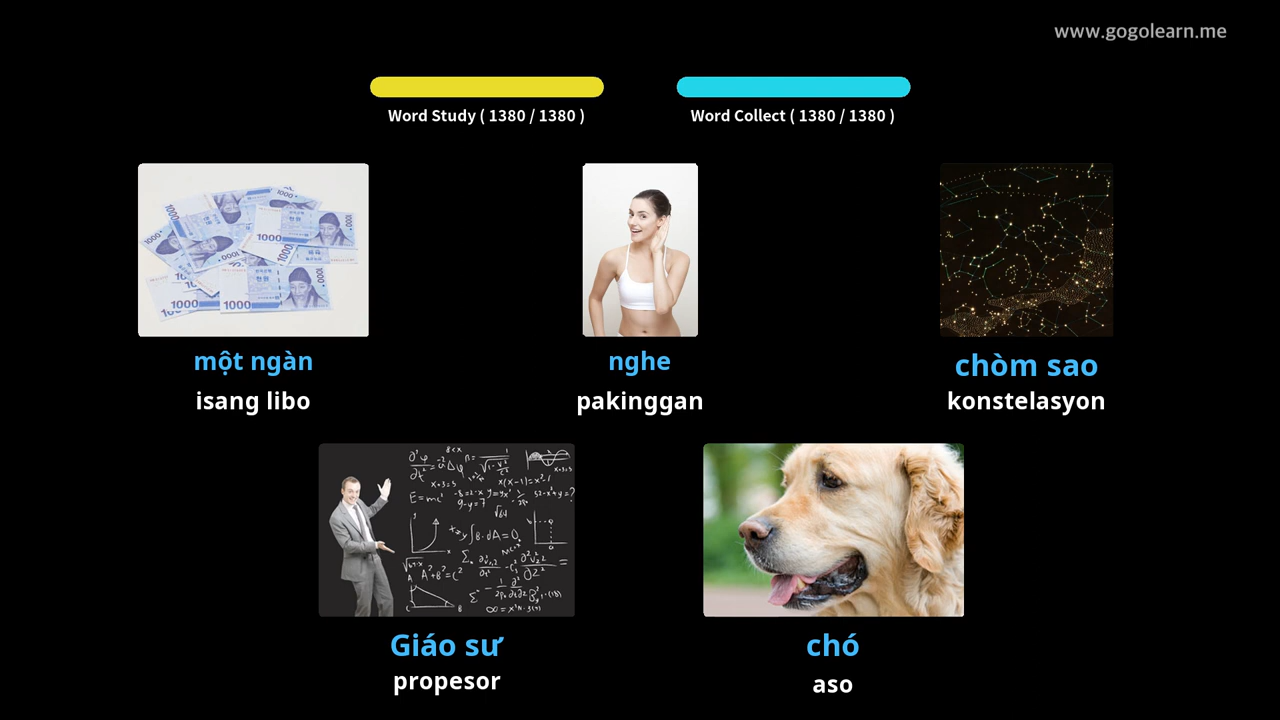 www.gogolearn.me
Word Study ( 1380 / 1380 )
Word Collect ( 1380 / 1380 )
một ngàn
isang libo
nghe
pakinggan
chòm sao
konstelasyon
Giáo sư
propesor
chó
aso